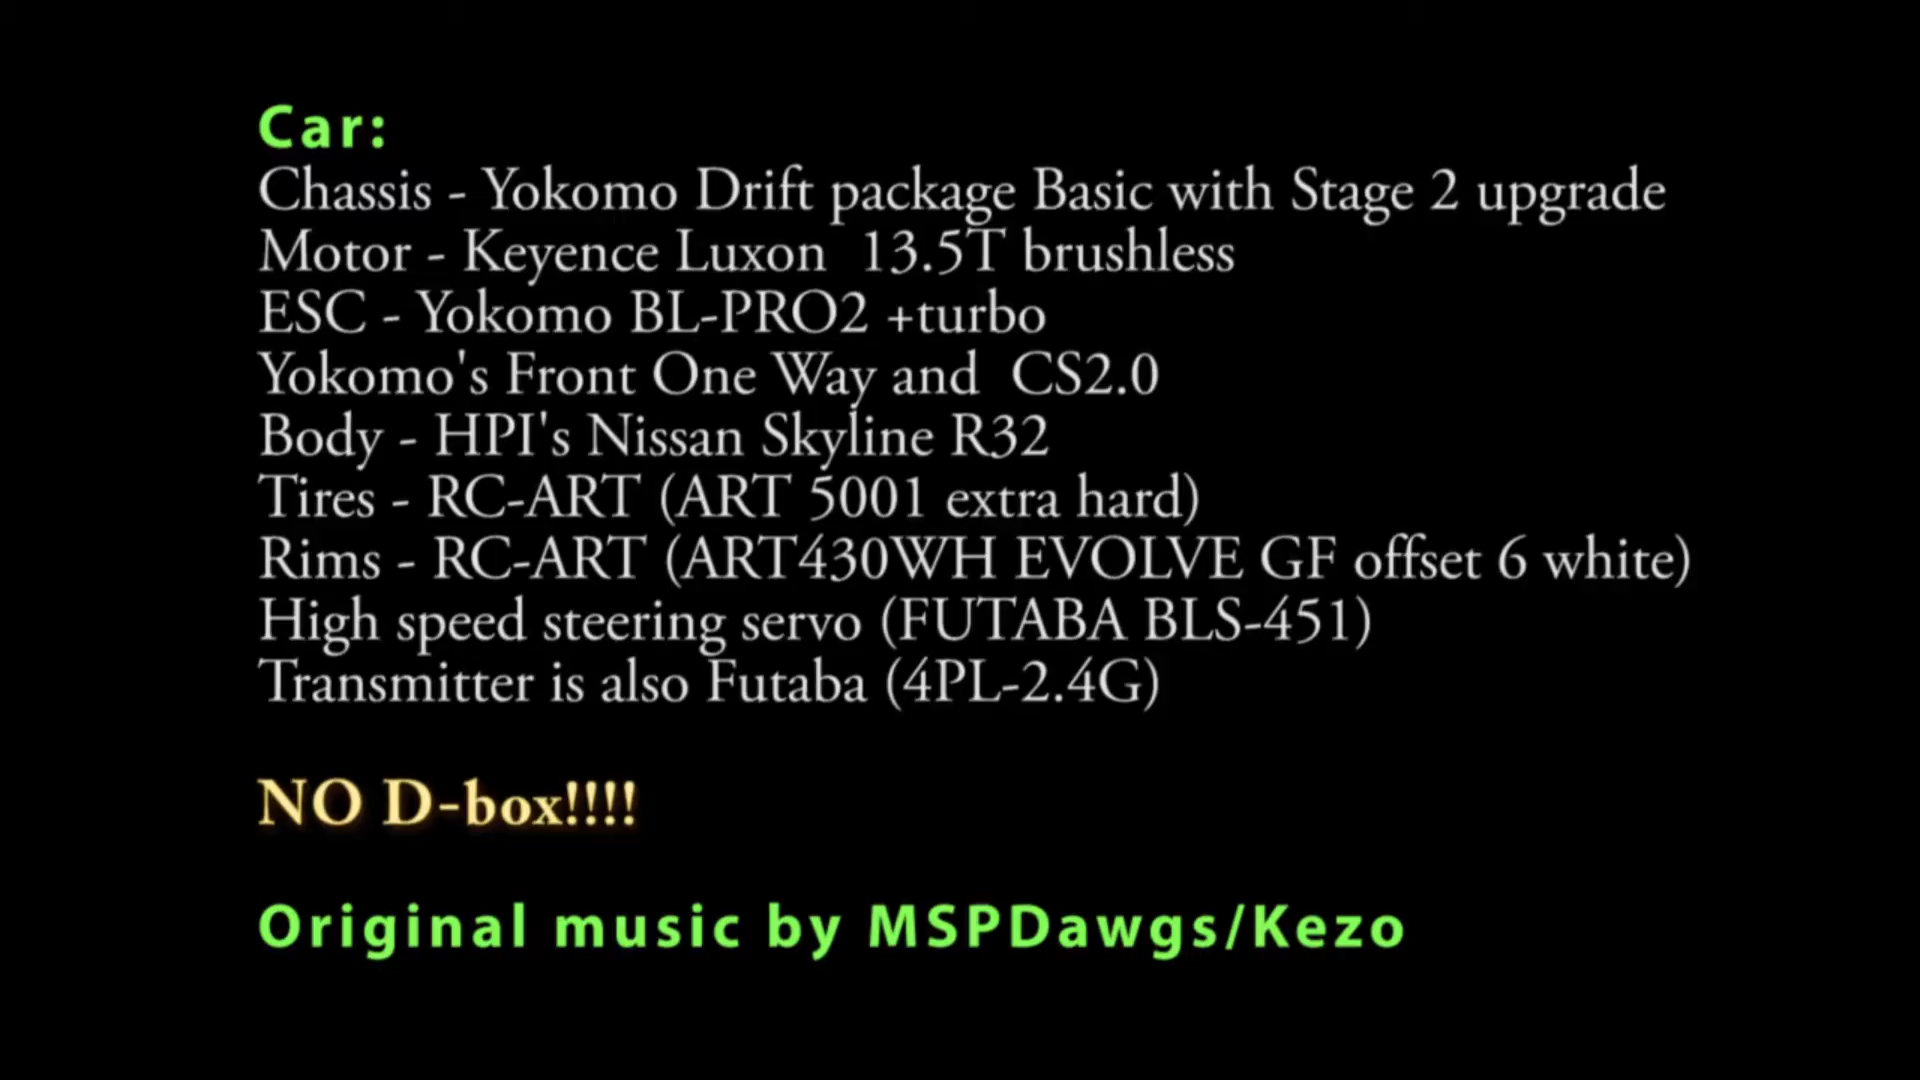 Car:
Chassis - Yokomo Drift package Basic with Stage 2 upgrade
Motor - Keyence Luxon  13.5T brushless
ESC - Yokomo BL-PRO2 +turbo
Yokomo's Front One Way and  CS2.0
Body - HPI's Nissan Skyline R32
Tires - RC-ART (ART 5001 extra hard)
Rims - RC-ART (ART430WH EVOLVE GF offset 6 white)
High speed steering servo (FUTABA BLS-451)
Transmitter is also Futaba (4PL-2.4G)
NO D-box!!!!
Original music by MSPDawgs/Kezo